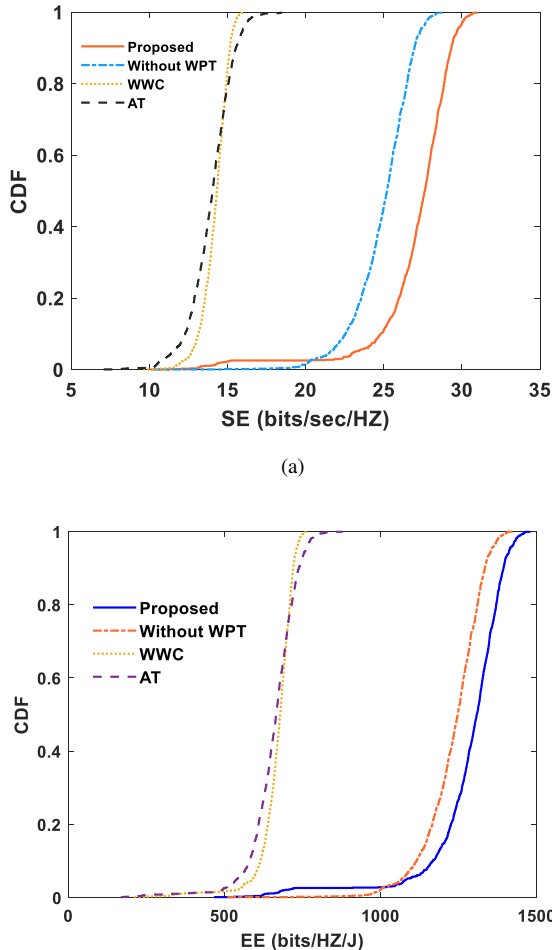 1
0.8
0.6
0.4
0.2
0
CDF
Proposed
Without WPT
WWC
AT
5 10 15 20 25 30 35
SE (bits/sec/HZ)
(a)
1
0.8
0.6
0.4
0.2
0
CDF
Proposed
Without WPT
WWC
AT
0 500 1000 1500
EE (bits/HZ/J)